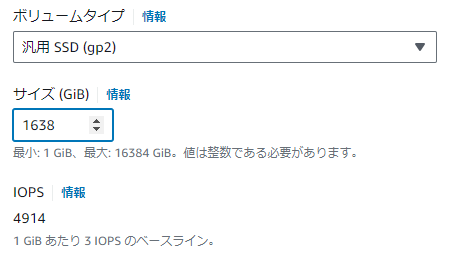 ボリュームタイプ 情報
汎用 SSD (gp2)
サイズ (GiB) 情報
1638
最小: 1 GiB、最大: 16384 GiB。値は整数である必要があります。
IOPS 情報
4914
1 GiB あたり 3 IOPS のベースライン。